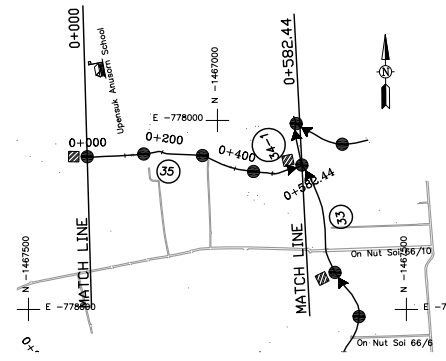 0+000
Upensuk Anusorn School
N -1467000
0+582.44
N
E -778000
0+000
0+200
34-1
0+400
35
0+582.44
33
MATCH LINE
MATCH LINE
N -1467500
N -1466500
On Nut Soi 66/10
E -778500
E -7
On Nut Soi 66/6